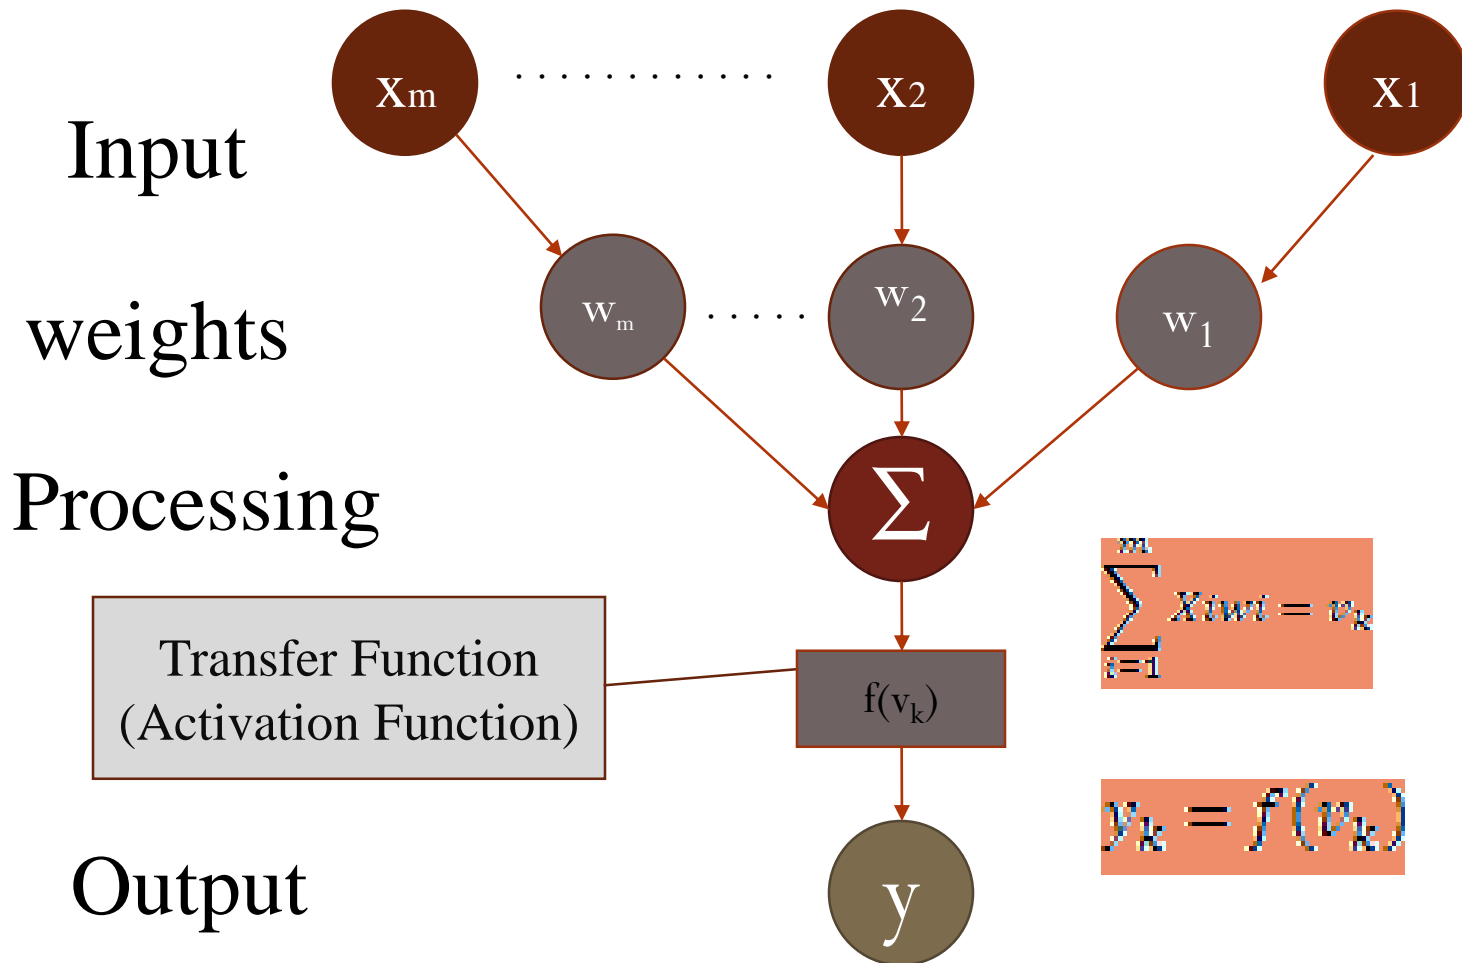 xm . . . . . . . . . . . . x2 x1
Input
weights
wm . . . . . w2 w1
Processing
∑
m
∑ Xiwi = vk
i=1
Transfer Function
(Activation Function)
f(vk)
yk = f(vk)
Output
y